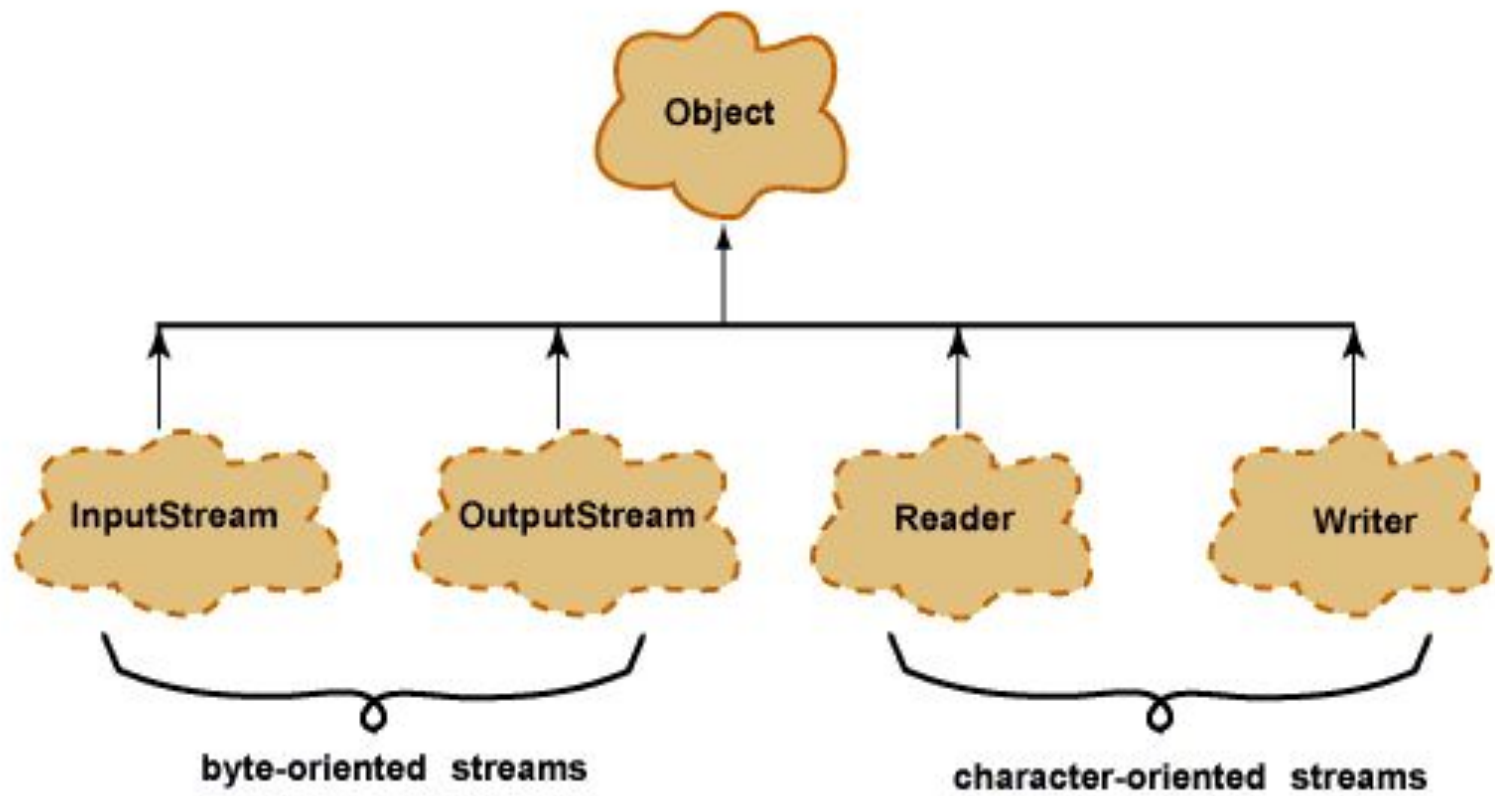 Object
InputStream
OutputStream
Reader
Writer
byte-oriented streams
character-oriented streams